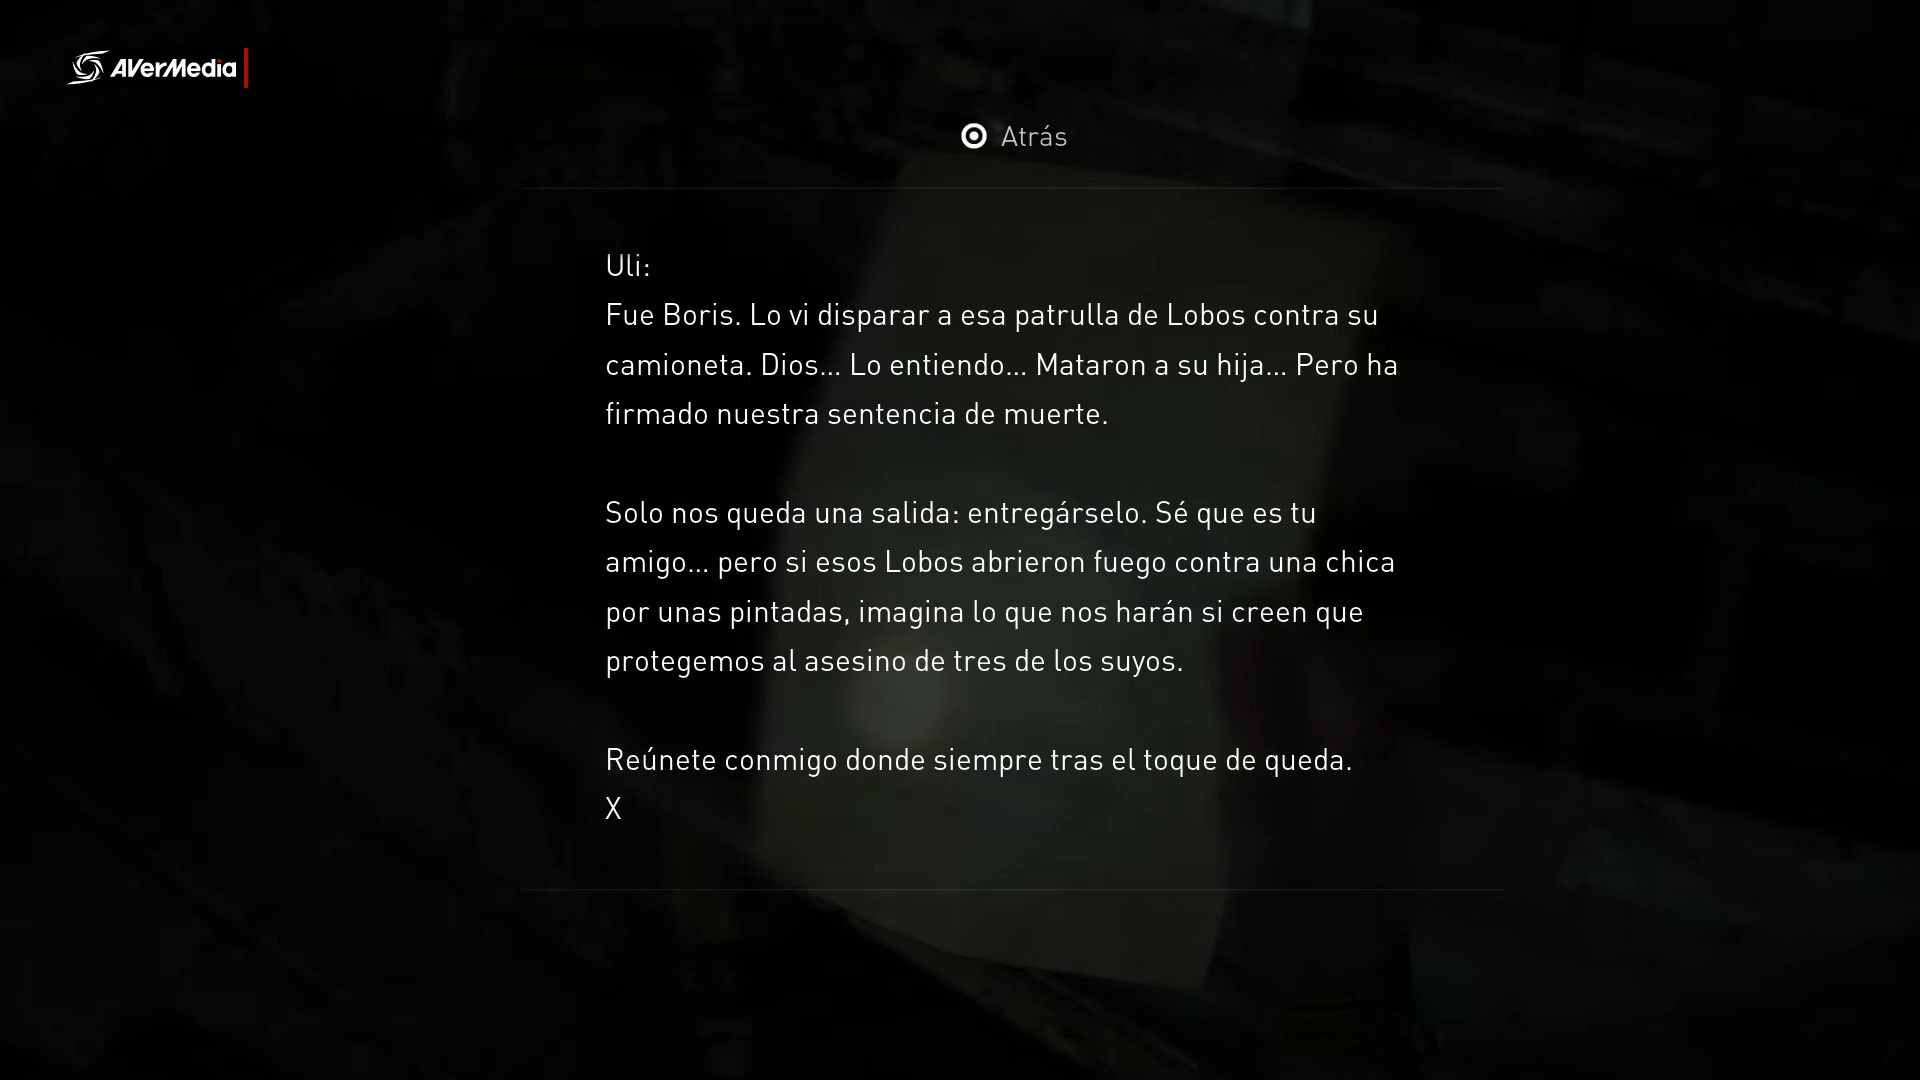 AVerMedia
Atrás
Uli:
Fue Boris. Lo vi disparar a esa patrulla de Lobos contra su
camioneta. Dios... Lo entiendo... Mataron a su hija... Pero ha
firmado nuestra sentencia de muerte.
Solo nos queda una salida: entregárselo. Sé que es tu
amigo... pero si esos Lobos abrieron fuego contra una chica
por unas pintadas, imagina lo que nos harán si creen que
protegemos al asesino de tres de los suyos.
Reúnete conmigo donde siempre tras el toque de queda.
X